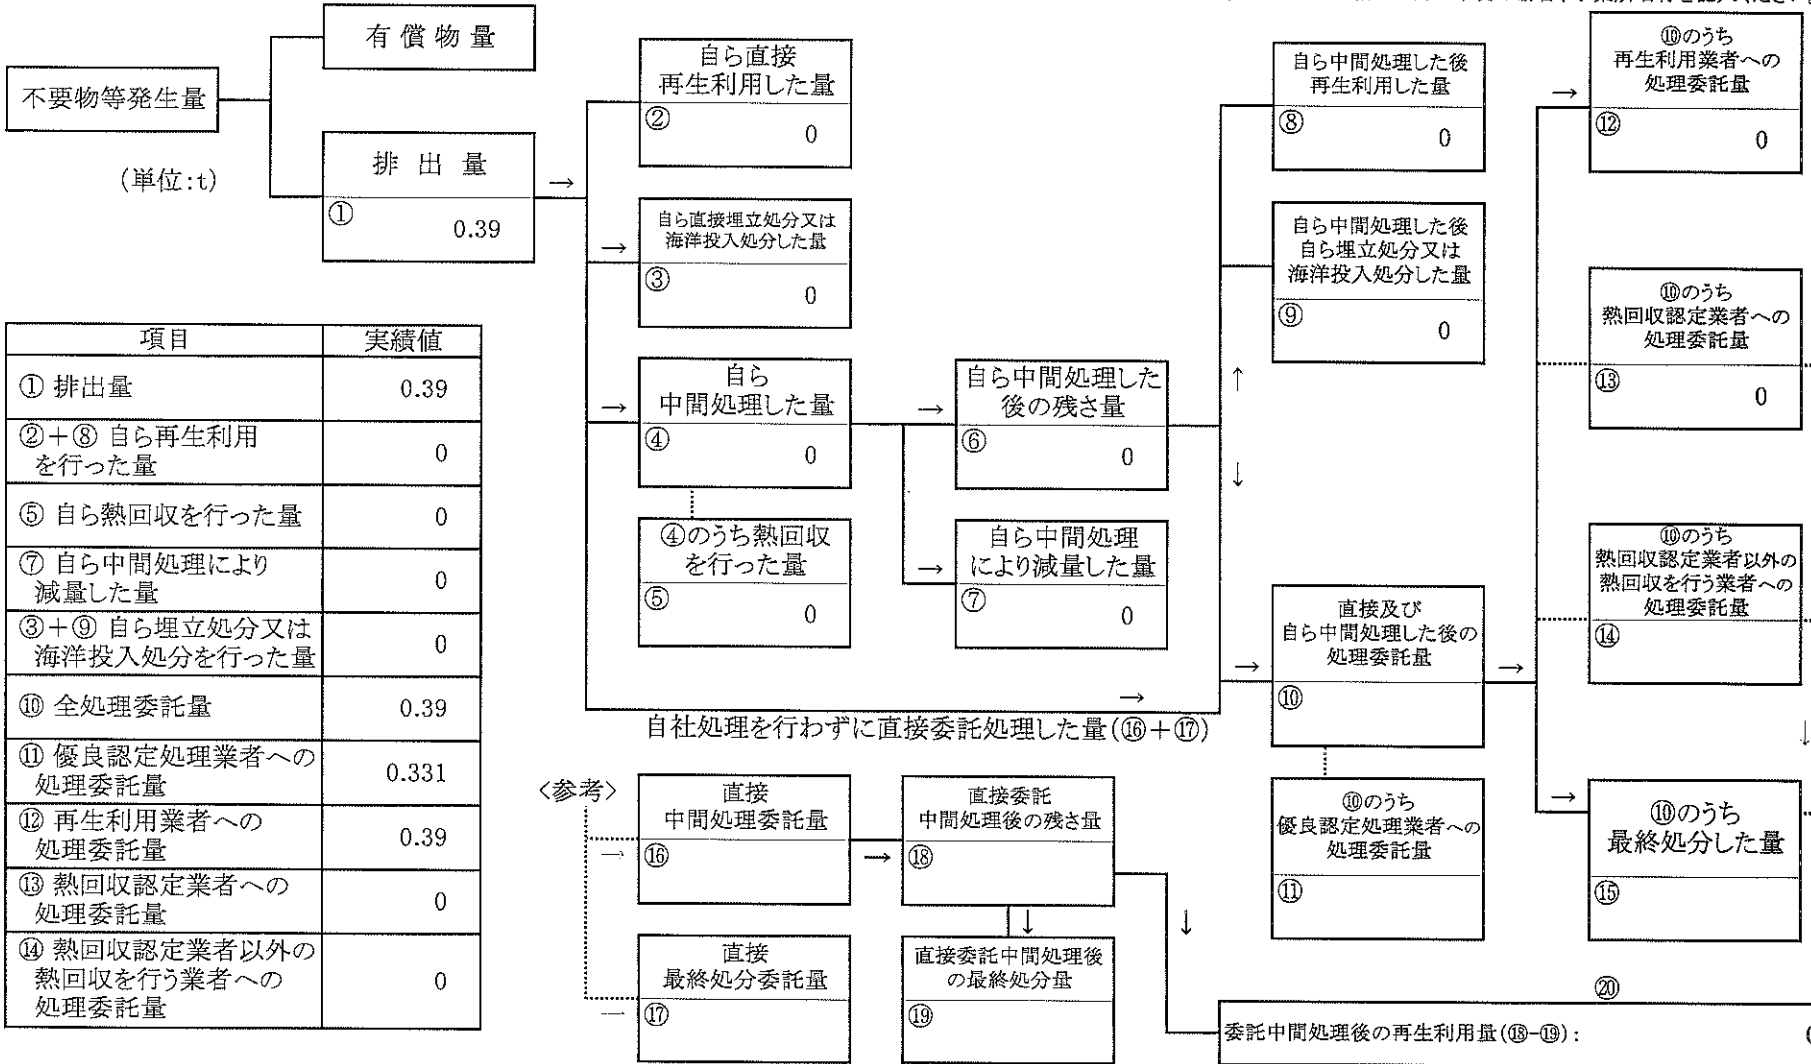 不要物等発生量
(単位:t)
有償物量
排出量
① 0.39
自ら直接
再生利用した量
② 0
自ら直接埋立処分又は
海洋投入処分した量
③ 0
自ら
中間処理した量
④ 0
④のうち熱回収
を行った量
⑤ 0
自ら中間処理した
後の残さ量
⑥ 0
自ら中間処理
により減量した量
⑦ 0
自ら中間処理した後
再生利用した量
⑧ 0
自ら中間処理した後
自ら埋立処分又は
海洋投入処分した量
⑨ 0
直接及び
自ら中間処理した後の
処理委託量
⑩
⑩のうち
優良認定処理業者への
処理委託量
⑪
⑩のうち
再生利用業者への
処理委託量
⑫ 0
⑩のうち
熱回収認定業者への
処理委託量
⑬ 0
⑩のうち
熱回収認定業者以外の
熱回収を行う業者への
処理委託量
⑭
⑩のうち
最終処分した量
⑮
自社処理を行わずに直接委託処理した量(⑯+⑰)
<参考>
直接
中間処理委託量
⑯
直接
最終処分委託量
⑰
直接委託
中間処理後の残さ量
⑱
直接委託中間処理後
の最終処分量
⑲
⑳
委託中間処理後の再生利用量(⑱-⑲):
項目 実績値
① 排出量 0.39
②+⑧ 自ら再生利用
を行った量 0
⑤ 自ら熱回収を行った量 0
⑦ 自ら中間処理により
減量した量 0
③+⑨ 自ら埋立処分又は
海洋投入処分を行った量 0
⑩ 全処理委託量 0.39
⑪ 優良認定処理業者への
処理委託量 0.331
⑫ 再生利用業者への
処理委託量 0.39
⑬ 熱回収認定業者への
処理委託量 0
⑭ 熱回収認定業者以外の
熱回収を行う業者への
処理委託量 0